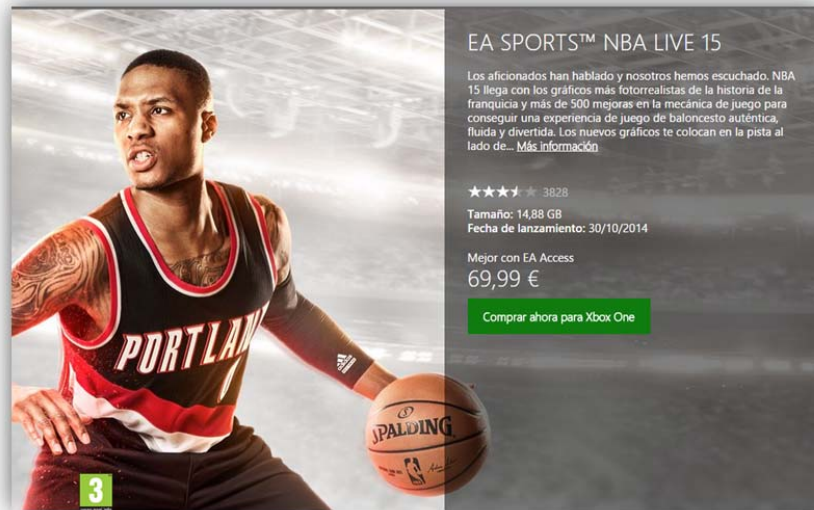 EA SPORTS™ NBA LIVE 15
Los aficionados han hablado y nosotros hemos escuchado. NBA
15 llega con los gráficos más fotorrealistas de la historia de la
franquicia y más de 500 mejoras en la mecánica de juego para
conseguir una experiencia de juego de baloncesto auténtica,
fluida y divertida. Los nuevos gráficos te colocan en la pista al
lado de... Más información
3828
Tamaño: 14,88 GB
Fecha de lanzamiento: 30/10/2014
Mejor con EA Access
69,99 €
Comprar ahora para Xbox One
PORTLA
adidas
SPALDING
NBA
3